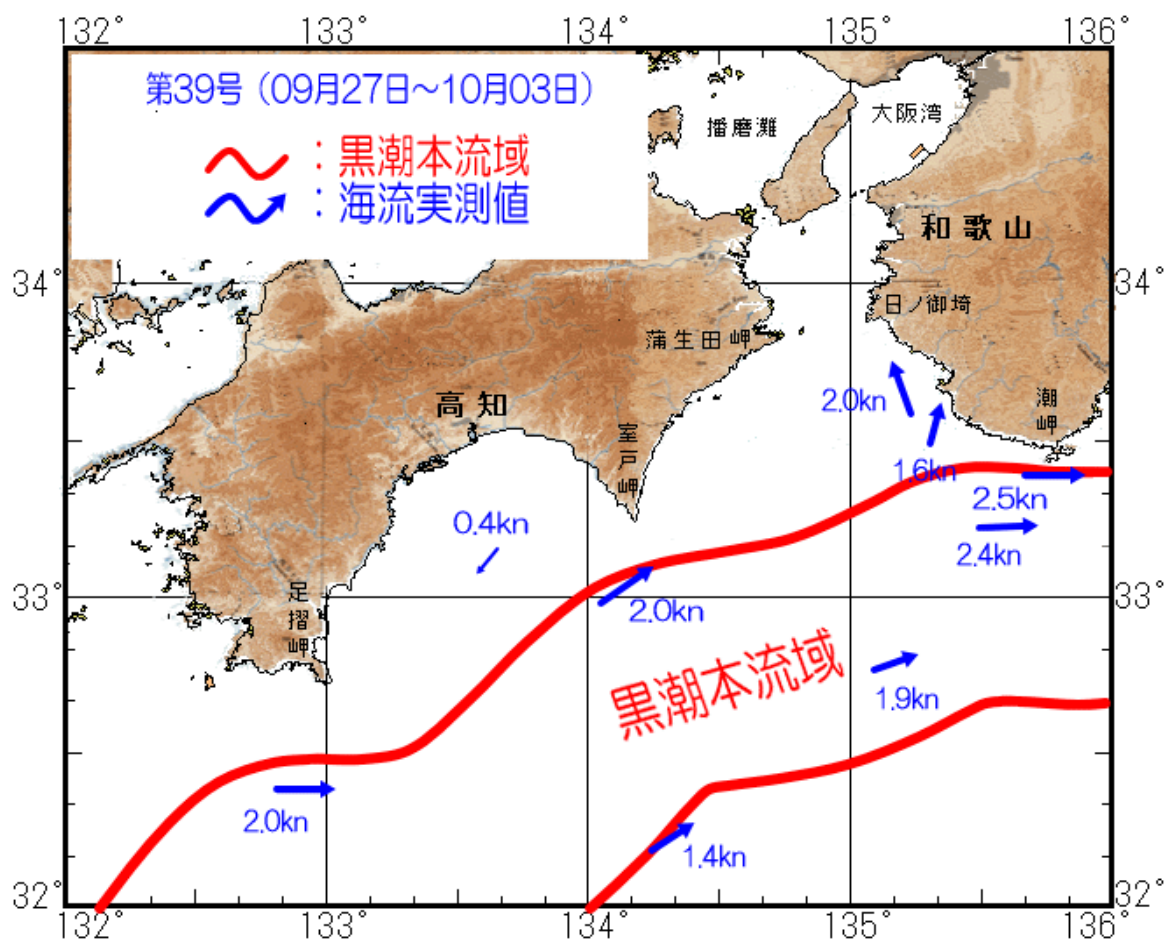 132° 133° 134° 135° 136°
第39号（09月27日～10月03日）
：黒潮本流域
：海流実測値
播磨灘
大阪湾
和歌山
34° 34°
日ノ御埼
蒲生田岬
高知
室戸岬
潮岬
2.0kn
1.6kn
2.5kn
0.4kn
2.4kn
33° 33°
足摺岬
2.0kn
黒潮本流域
1.9kn
2.0kn
1.4kn
32° 32°
132° 133° 134° 135° 136°